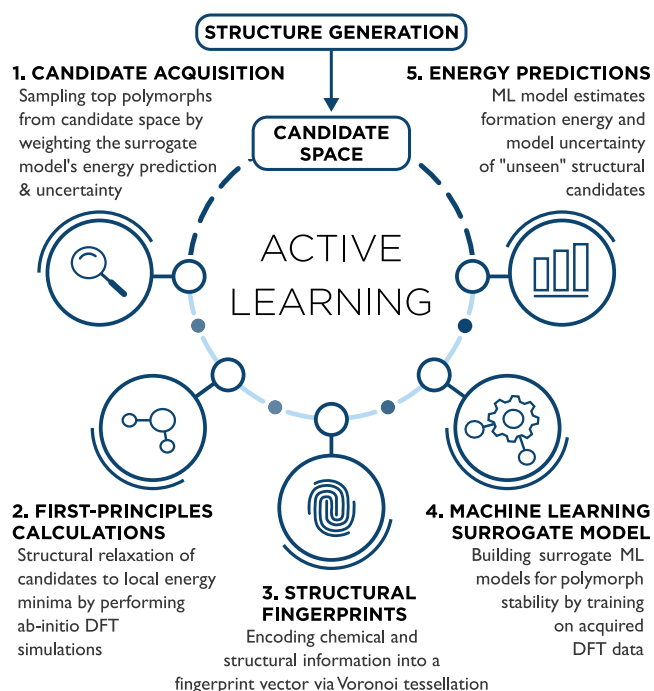 STRUCTURE GENERATION
1. CANDIDATE ACQUISITION
Sampling top polymorphs
from candidate space by
weighting the surrogate
model's energy prediction
& uncertainty
CANDIDATE
SPACE
5. ENERGY PREDICTIONS
ML model estimates
formation energy and
model uncertainty
of "unseen" structural
candidates
ACTIVE
LEARNING
2. FIRST-PRINCIPLES
CALCULATIONS
Structural relaxation of
candidates to local energy
minima by performing
ab-initio DFT
simulations
3. STRUCTURAL
FINGERPRINTS
Encoding chemical and
structural information into a
fingerprint vector via Voronoi tessellation
4. MACHINE LEARNING
SURROGATE MODEL
Building surrogate ML
models for polymorph
stability by training
on acquired
DFT data